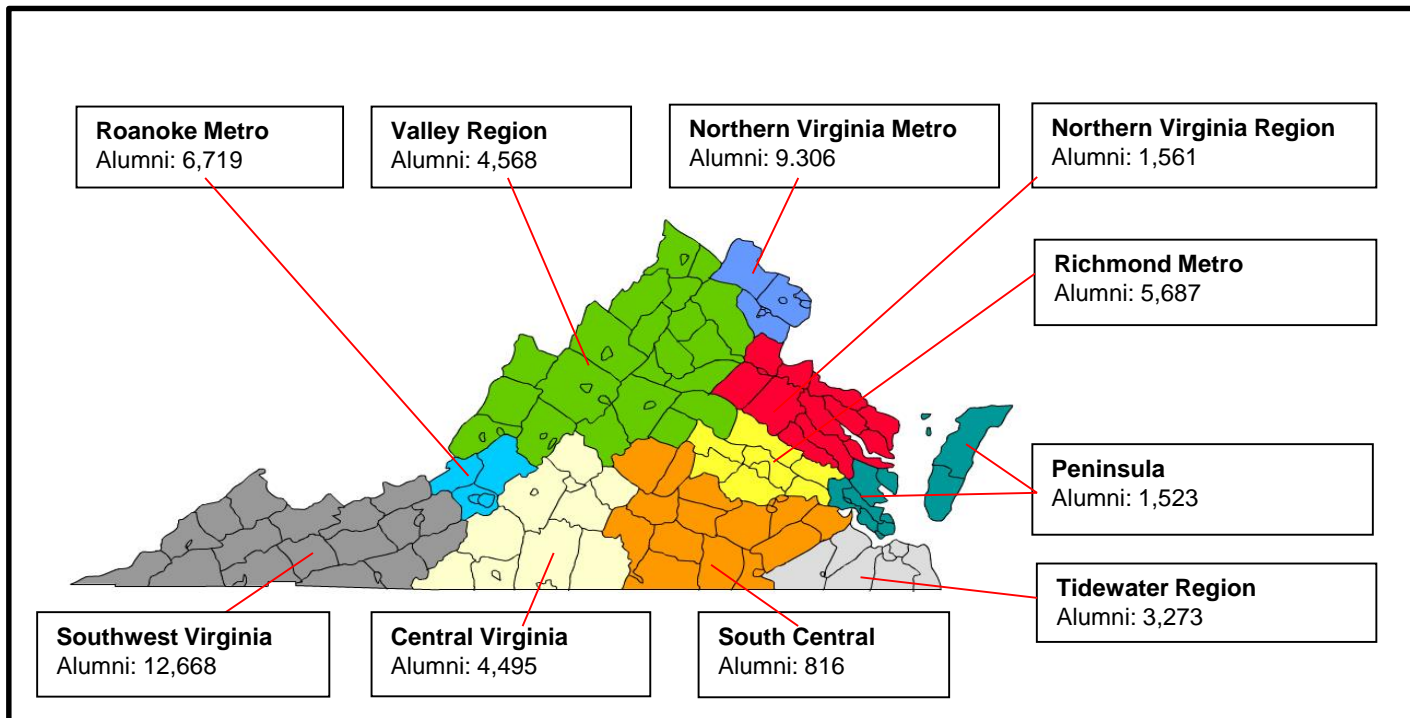 Roanoke Metro
Alumni: 6,719
Valley Region
Alumni: 4,568
Northern Virginia Metro
Alumni: 9.306
Northern Virginia Region
Alumni: 1,561
Richmond Metro
Alumni: 5,687
Peninsula
Alumni: 1,523
Tidewater Region
Alumni: 3,273
Southwest Virginia
Alumni: 12,668
Central Virginia
Alumni: 4,495
South Central
Alumni: 816